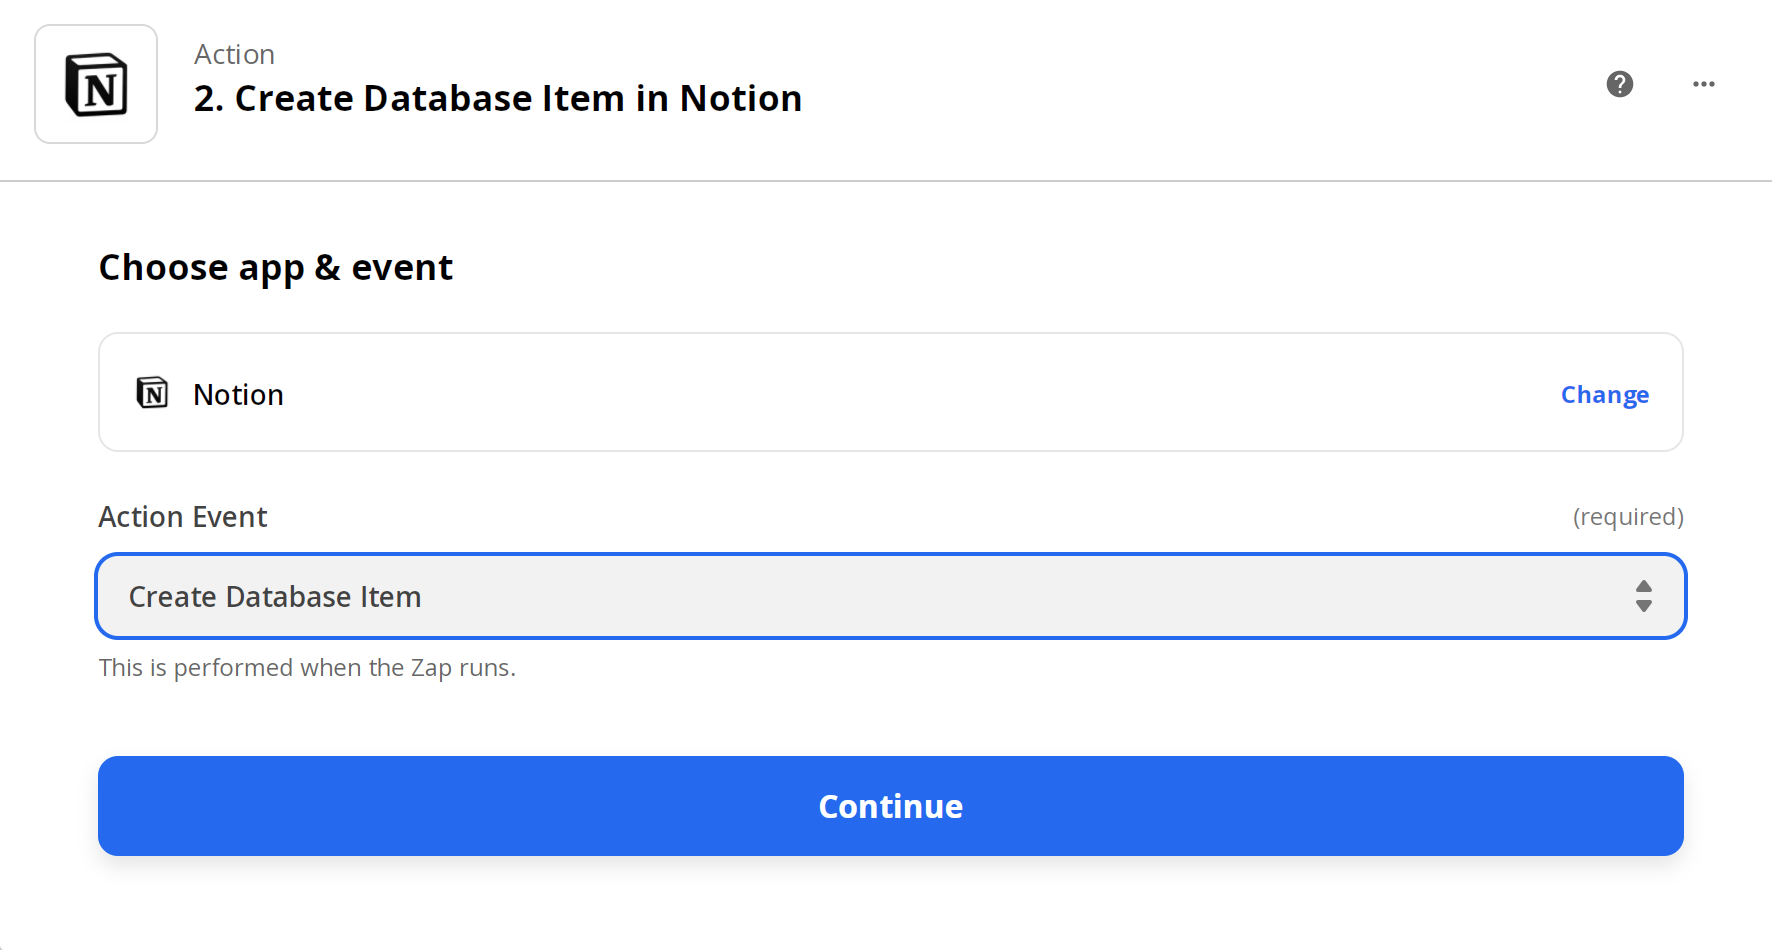 Action
2. Create Database Item in Notion
Choose app & event
Notion
Change
Action Event
(required)
Create Database Item
This is performed when the Zap runs.
Continue